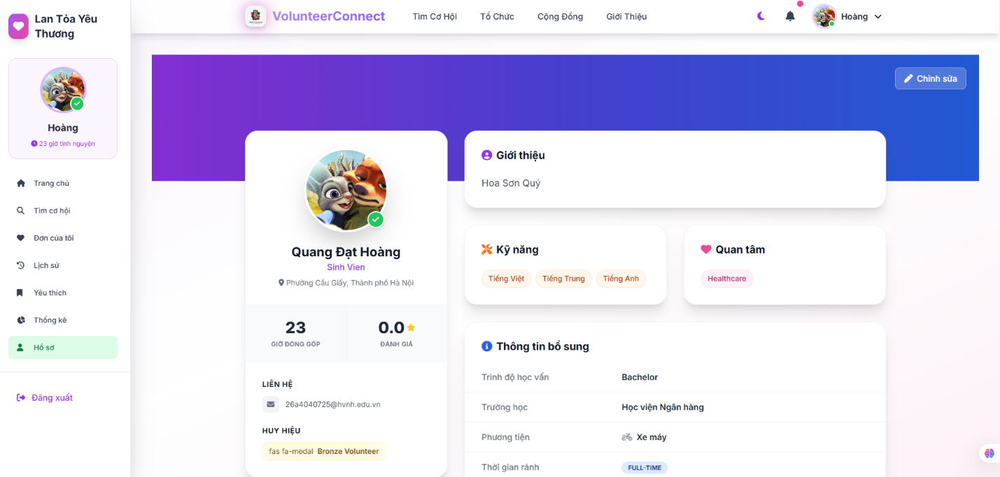 Lan Tỏa Yêu
Thương
Hoàng
23 giờ tình nguyện
Trang chủ
Tìm cơ hội
Đơn của tôi
Lịch sử
Yêu thích
Thống kê
Hồ sơ
Đăng xuất
VolunteerConnect
Tìm Cơ Hội
Tổ Chức
Cộng Đồng
Giới Thiệu
Hoàng
Chỉnh sửa
Quang Đạt Hoàng
Sinh Vien
Phường Cầu Giấy, Thành phố Hà Nội
23
GIỜ ĐÓNG GÓP
0.0
ĐÁNH GIÁ
LIÊN HỆ
26a4040725@hvnh.edu.vn
HUY HIỆU
fas fa-medal Bronze Volunteer
Giới thiệu
Hoa Sơn Quý
Kỹ năng
Tiếng Việt Tiếng Trung Tiếng Anh
Quan tâm
Healthcare
Thông tin bổ sung
Trình độ học vấn Bachelor
Trường học Học viện Ngân hàng
Phương tiện Xe máy
Thời gian rảnh FULL-TIME